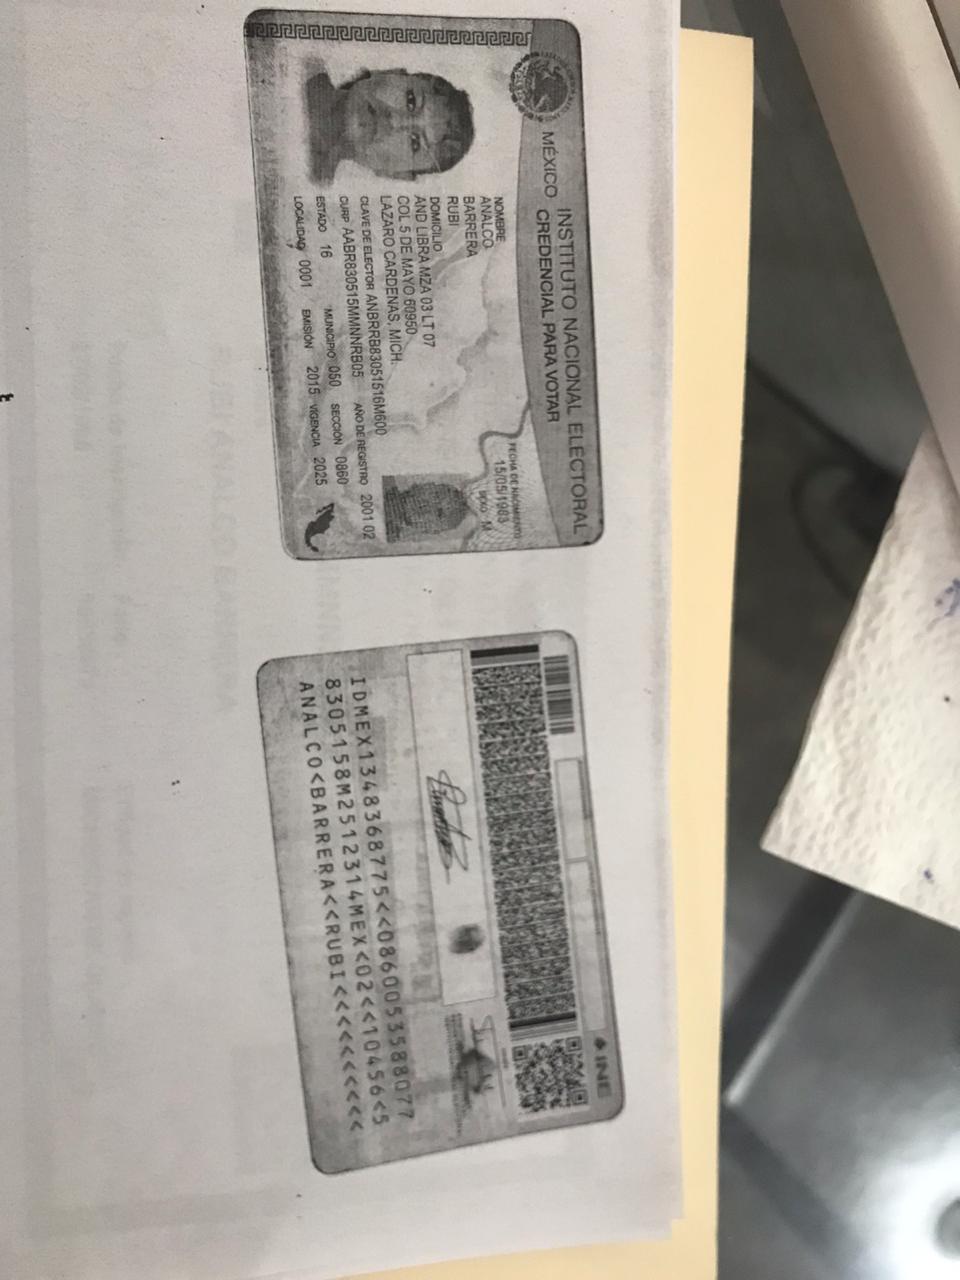 MÉXICO
INSTITUTO NACIONAL ELECTORAL
CREDENCIAL PARA VOTAR
NOMBRE
ANALCO
BARRERA
RUBI
FECHA DE NACIMIENTO
15/05/1983
SEXO M
DOMICILIO
AND LIBRA MZA 03 LT 07
COL 5 DE MAYO 60950
LAZARO CARDENAS, MICH.
CLAVE DE ELECTOR ANBRRB83051516M600
CURP AABR830515MMNNRB05 AÑO DE REGISTRO 2001 02
ESTADO 16 MUNICIPIO 050 SECCIÓN 0860
LOCALIDAD 0001 EMISIÓN 2015 VIGENCIA 2025
INE
IDMEX1348368775<<0860053588077
8305158M2512314MEX<02<<10456<5
ANALCO<BARRERA<<RUBI<<<<<<<<<<